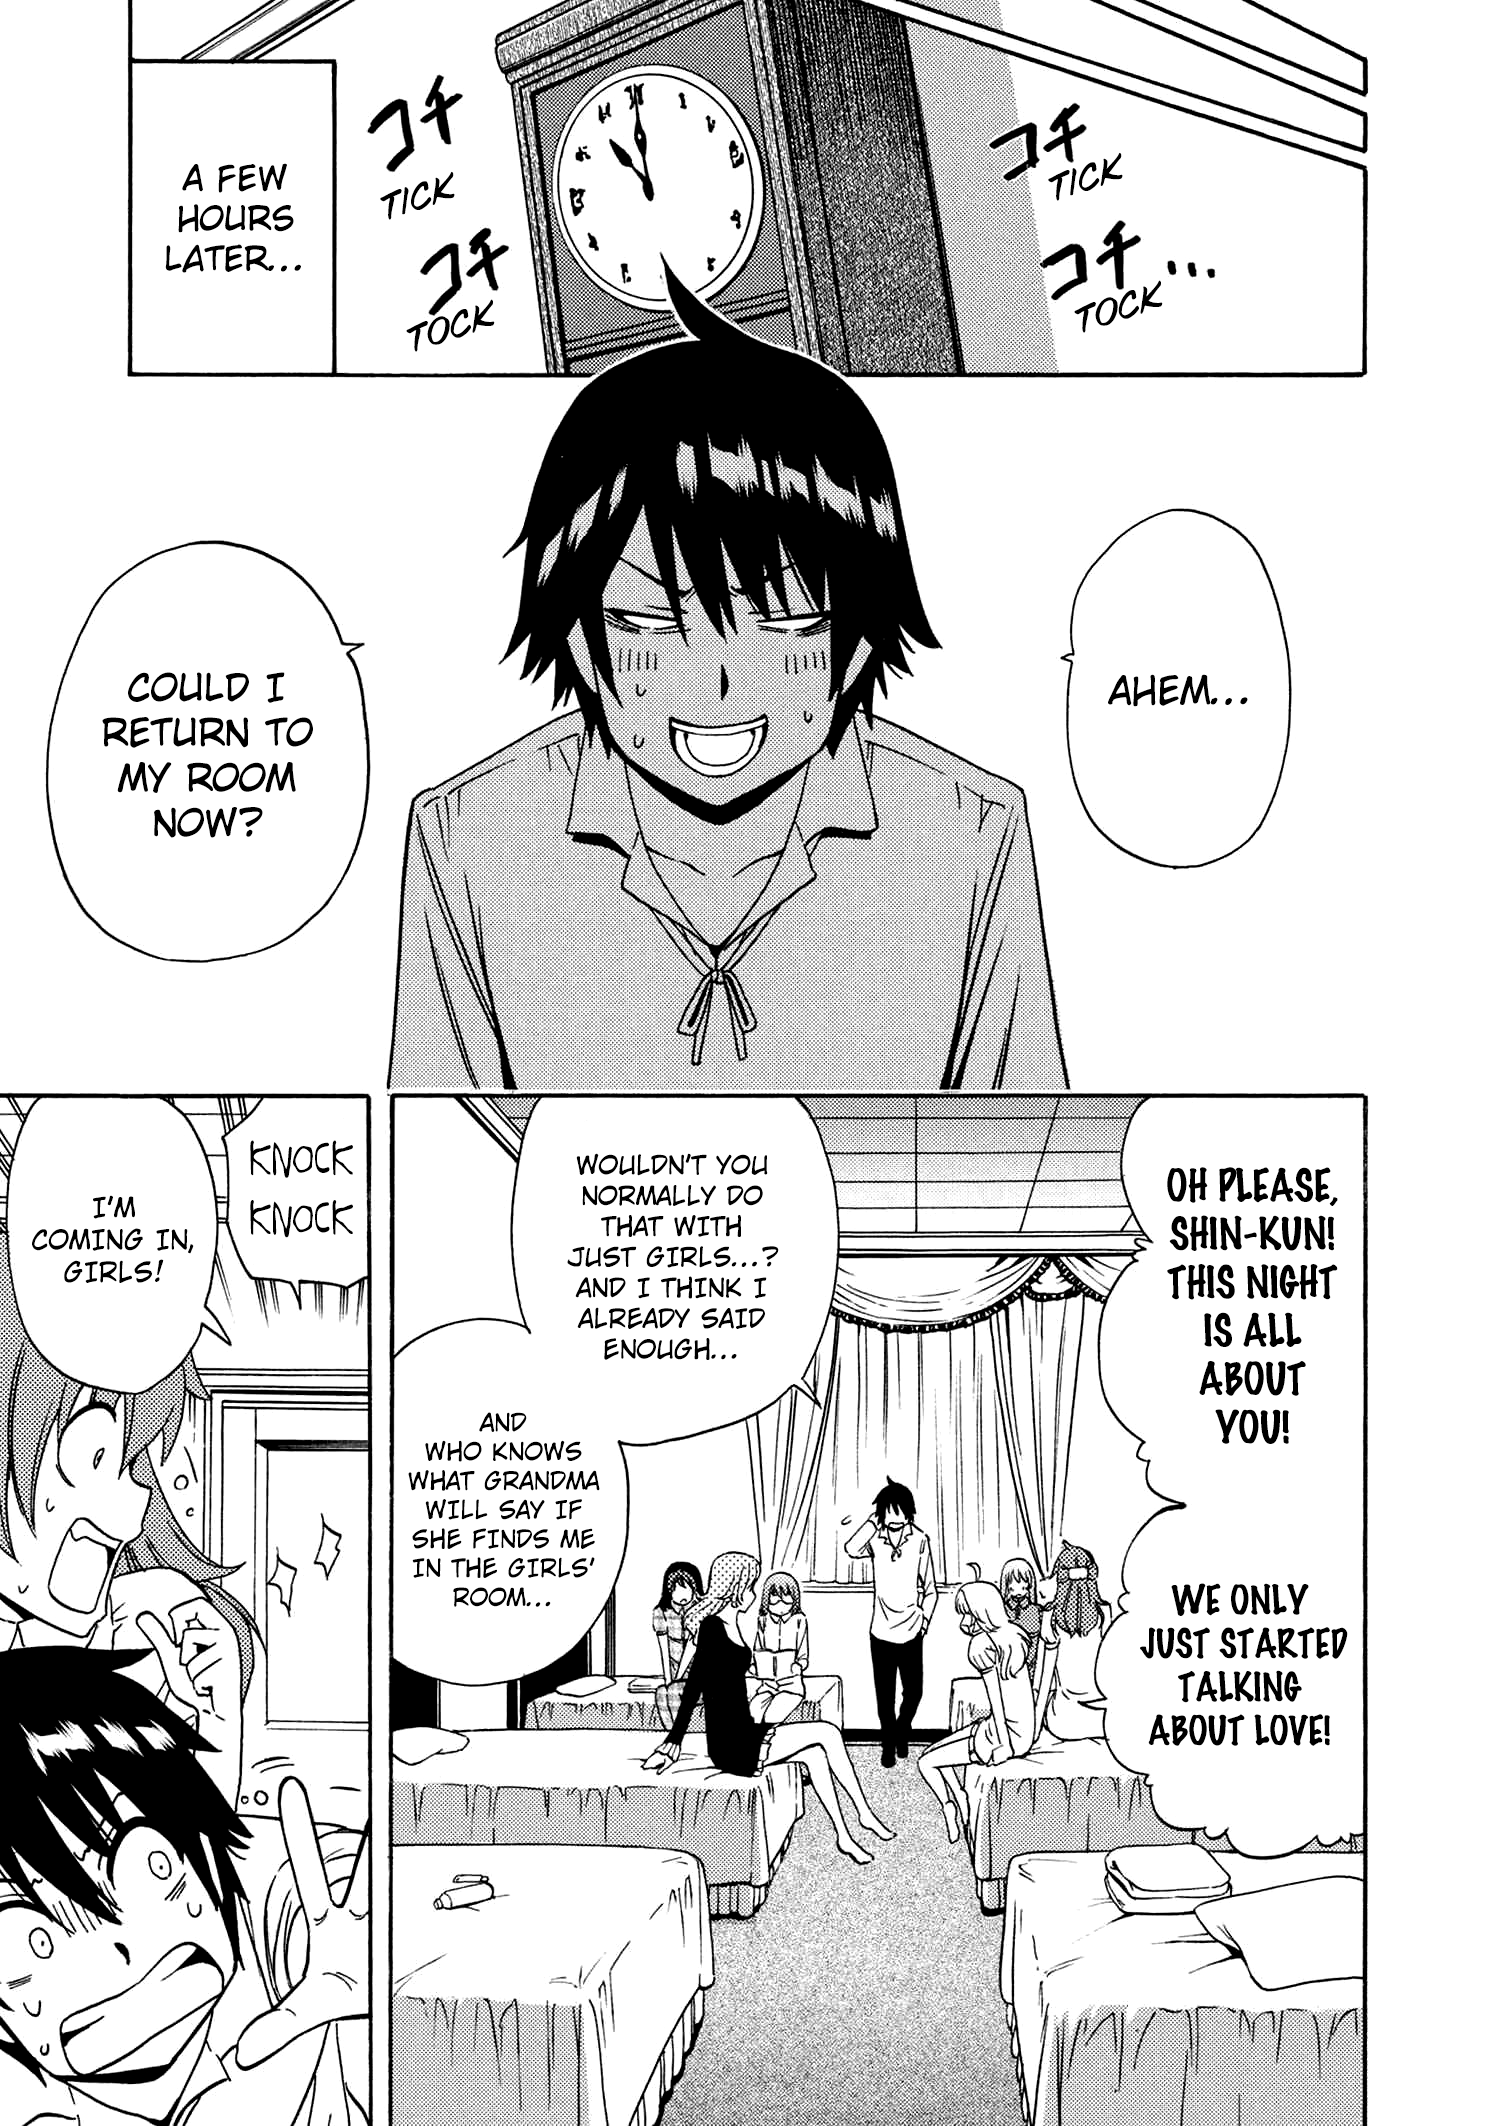 A FEW
HOURS
LATER...
コチ
TICK
コチ
TOCK
コチ
TICK
コチ...
TOCK
AHEM...
COULD I
RETURN TO
MY ROOM
NOW?
OH PLEASE,
SHIN-KUN!
THIS NIGHT
IS ALL
ABOUT
YOU!
WE ONLY
JUST STARTED
TALKING
ABOUT LOVE!
WOULDN'T YOU
NORMALLY DO
THAT WITH
JUST GIRLS...?
AND I THINK I
ALREADY SAID
ENOUGH...
AND
WHO KNOWS
WHAT GRANDMA
WILL SAY IF
SHE FINDS ME
IN THE GIRLS'
ROOM...
KNOCK
KNOCK
I'M
COMING IN,
GIRLS!